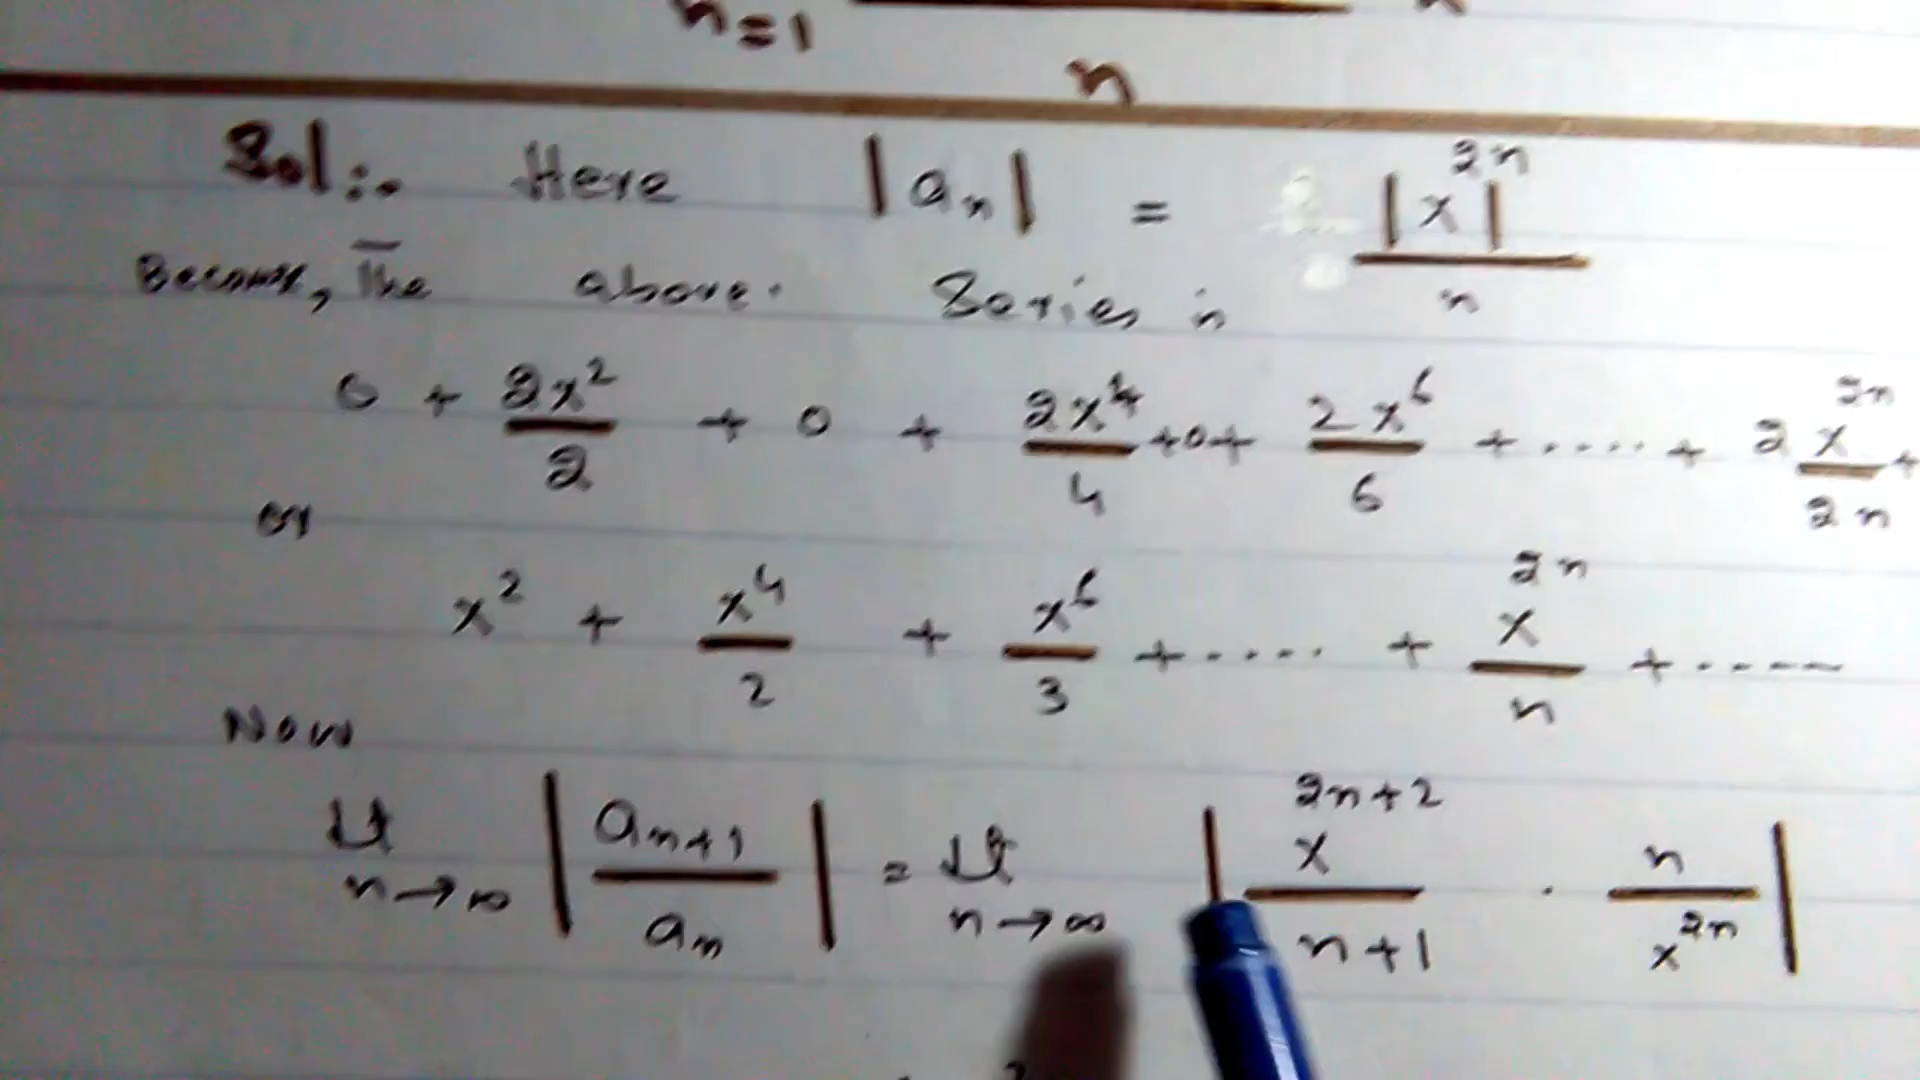 n=1
n
Sol:- Here |aₙ| = |x|²ⁿ / n
Because, The above Series is
0 + 2x²/2 + 0 + 2x⁴/4 + 0 + 2x⁶/6 + ..... + 2x²ⁿ/2n +
or
x² + x⁴/2 + x⁶/3 + ..... + x²ⁿ/n + .....
Now
Lt n→∞ |aₙ₊₁/aₙ| = Lt n→∞ |x²ⁿ⁺²/n+1 · n/x²ⁿ|